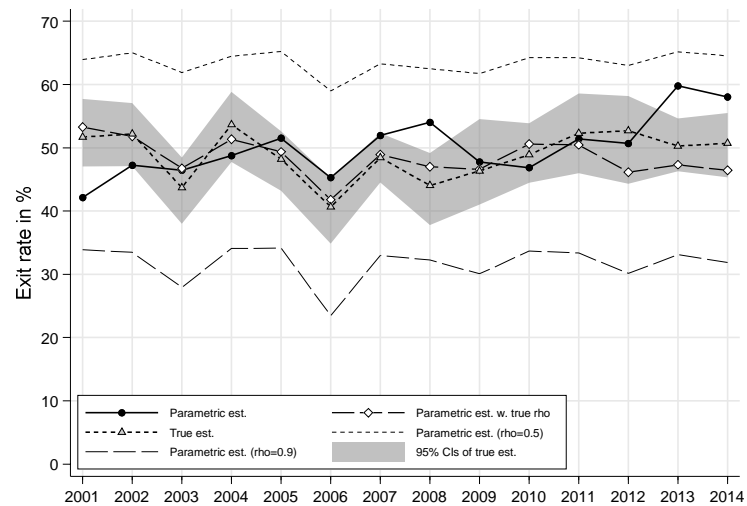 70
60
50
40
30
20
10
0
Exit rate in %
Parametric est.
Parametric est. w. true rho
True est.
Parametric est. (rho=0.5)
Parametric est. (rho=0.9)
95% CIs of true est.
2001 2002 2003 2004 2005 2006 2007 2008 2009 2010 2011 2012 2013 2014